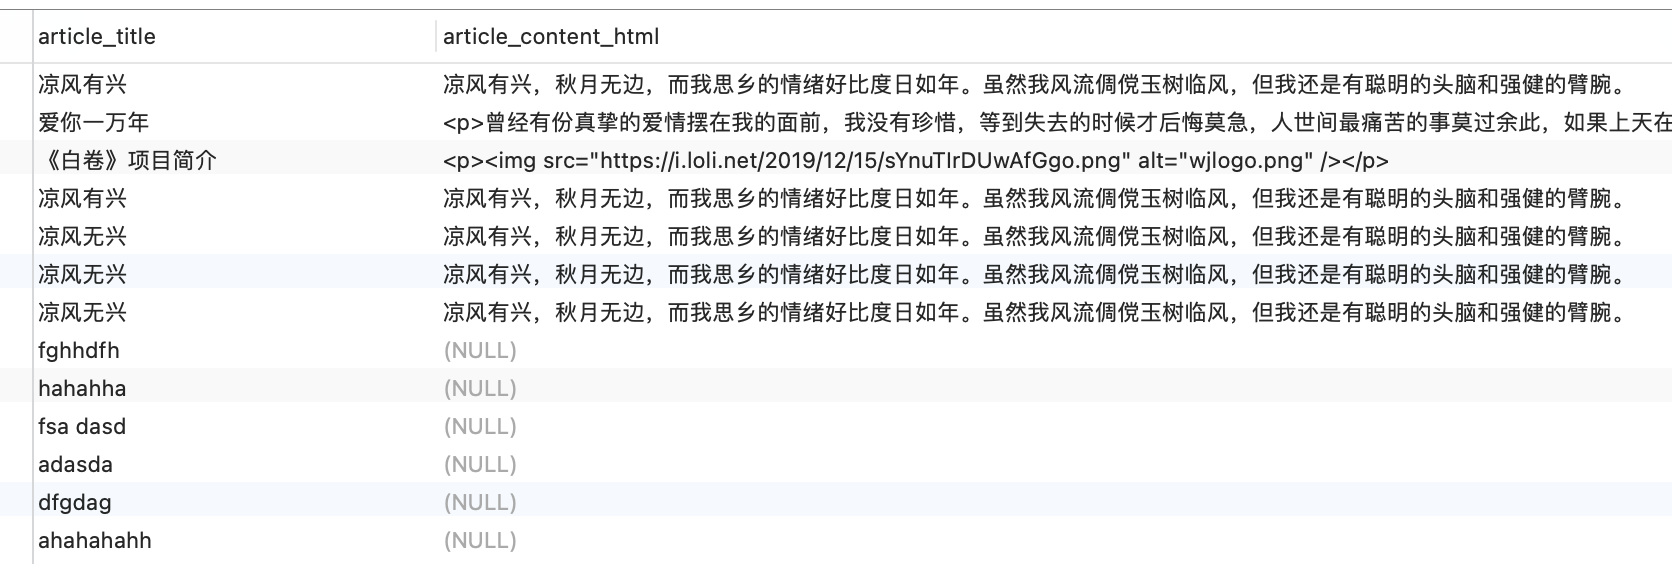 article_title article_content_html
凉风有兴 凉风有兴，秋月无边，而我思乡的情绪好比度日如年。虽然我风流倜傥玉树临风，但我还是有聪明的头脑和强健的臂腕。
爱你一万年 <p>曾经有份真挚的爱情摆在我的面前，我没有珍惜，等到失去的时候才后悔莫急，人世间最痛苦的事莫过余此，如果上天在
《白卷》项目简介 <p><img src="https://i.loli.net/2019/12/15/sYnuTIrDUwAfGgo.png" alt="wjlogo.png" /></p>
凉风有兴 凉风有兴，秋月无边，而我思乡的情绪好比度日如年。虽然我风流倜傥玉树临风，但我还是有聪明的头脑和强健的臂腕。
凉风无兴 凉风有兴，秋月无边，而我思乡的情绪好比度日如年。虽然我风流倜傥玉树临风，但我还是有聪明的头脑和强健的臂腕。
凉风无兴 凉风有兴，秋月无边，而我思乡的情绪好比度日如年。虽然我风流倜傥玉树临风，但我还是有聪明的头脑和强健的臂腕。
凉风无兴 凉风有兴，秋月无边，而我思乡的情绪好比度日如年。虽然我风流倜傥玉树临风，但我还是有聪明的头脑和强健的臂腕。
fghhdfh (NULL)
hahahha (NULL)
fsa dasd (NULL)
adasda (NULL)
dfgdag (NULL)
ahahahahh (NULL)